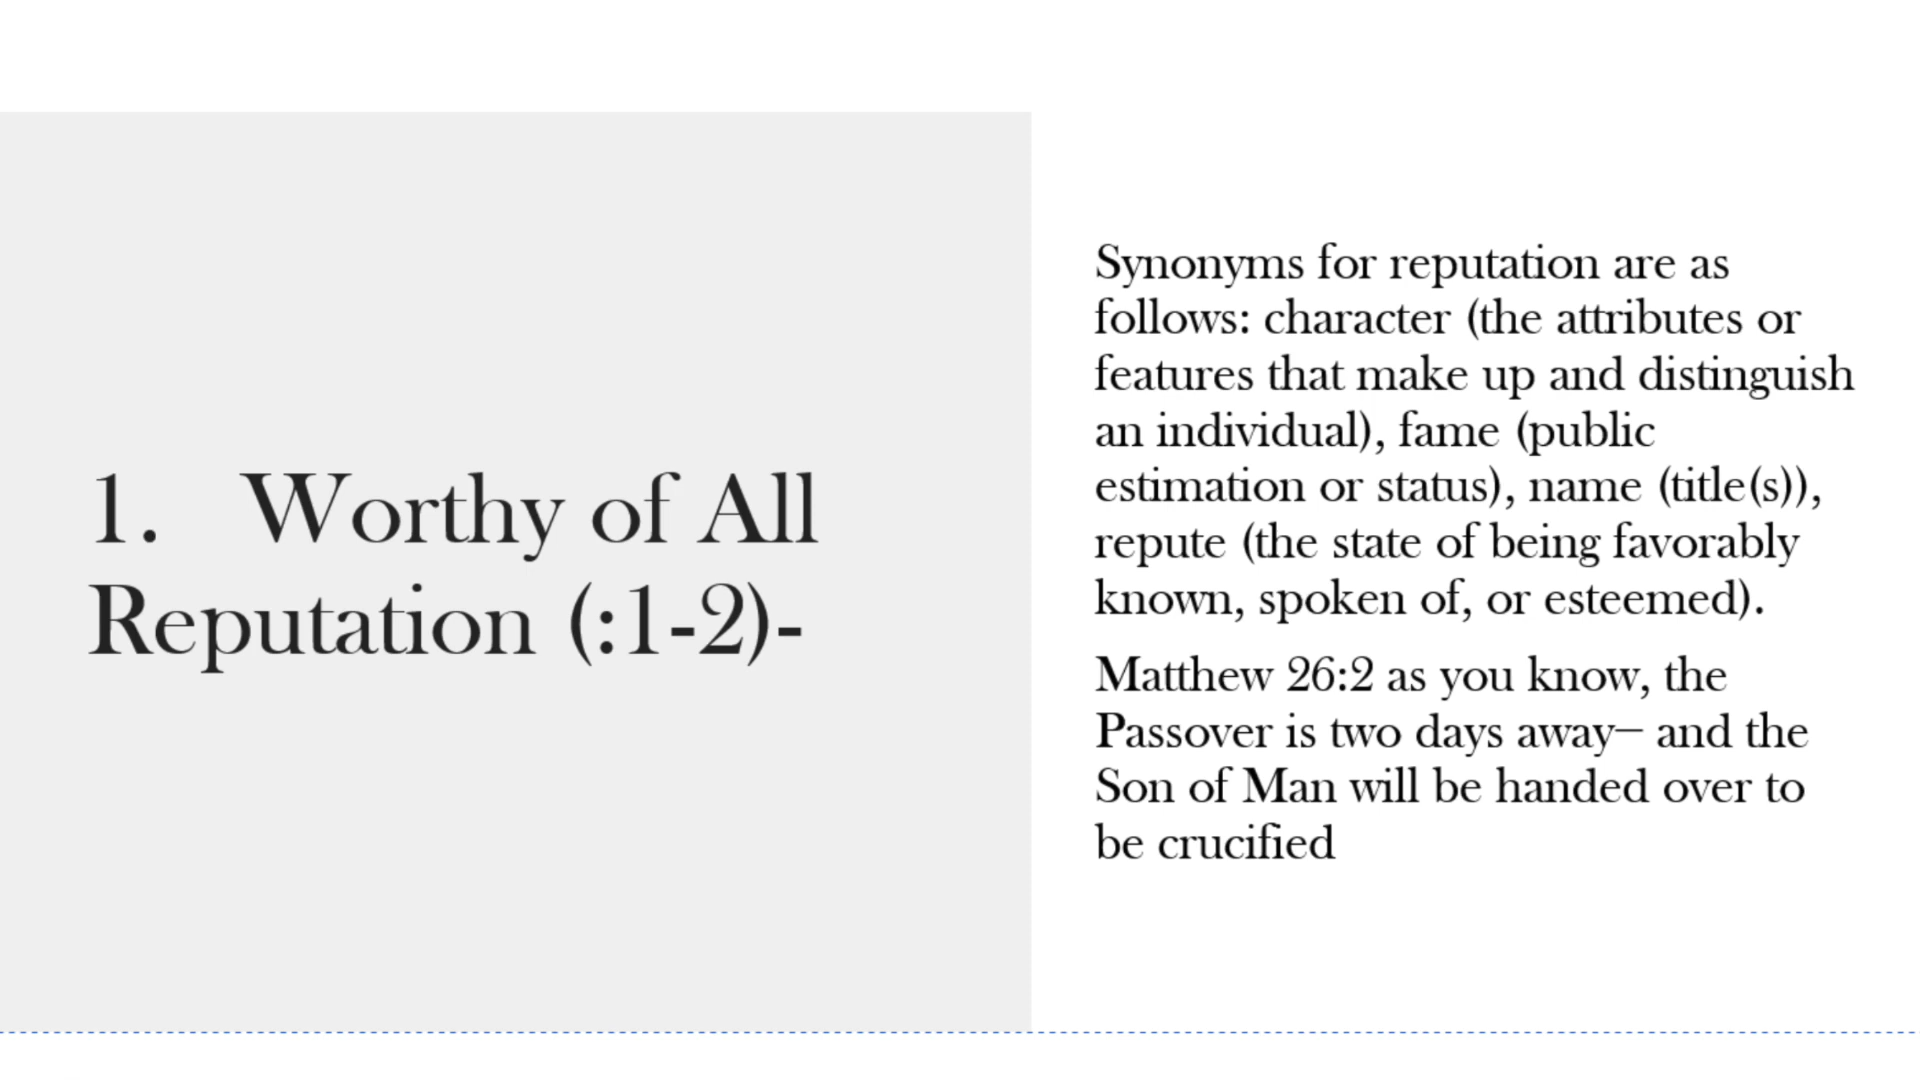 1. Worthy of All
Reputation (:1-2)-
Synonyms for reputation are as
follows: character (the attributes or
features that make up and distinguish
an individual), fame (public
estimation or status), name (title(s)),
repute (the state of being favorably
known, spoken of, or esteemed).
Matthew 26:2 as you know, the
Passover is two days away— and the
Son of Man will be handed over to
be crucified